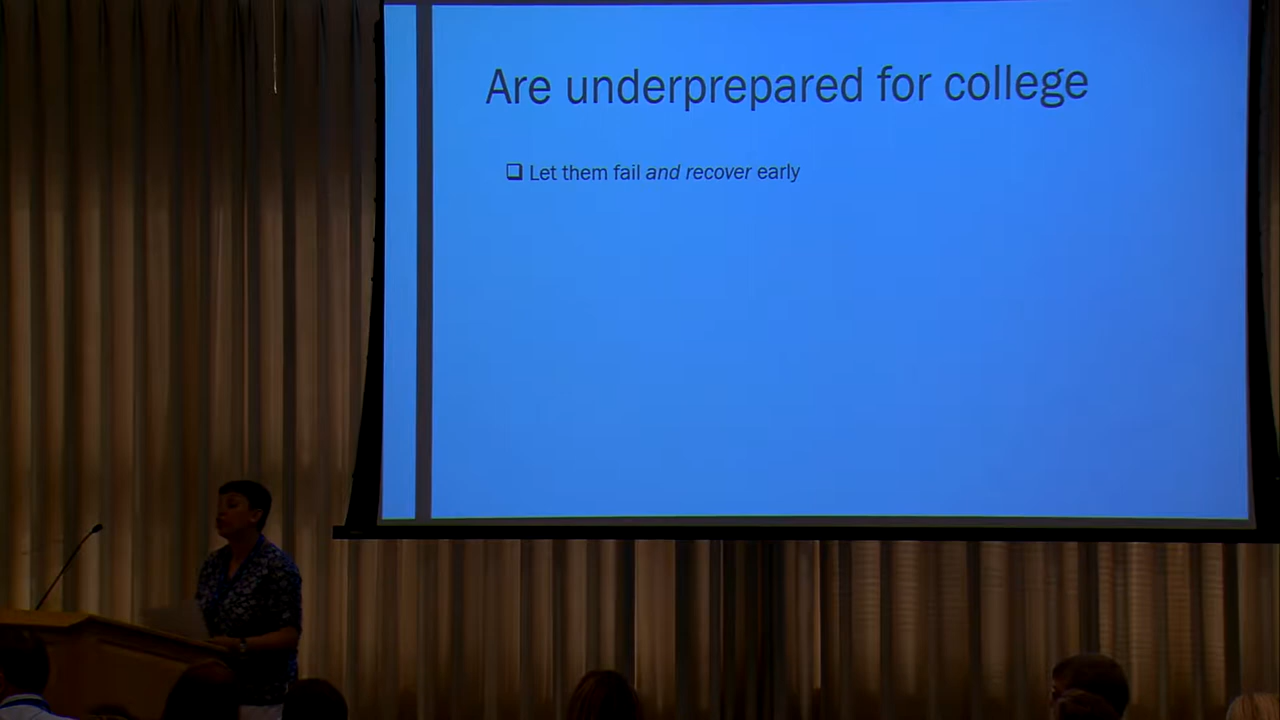 Are underprepared for college
❑ Let them fail and recover early